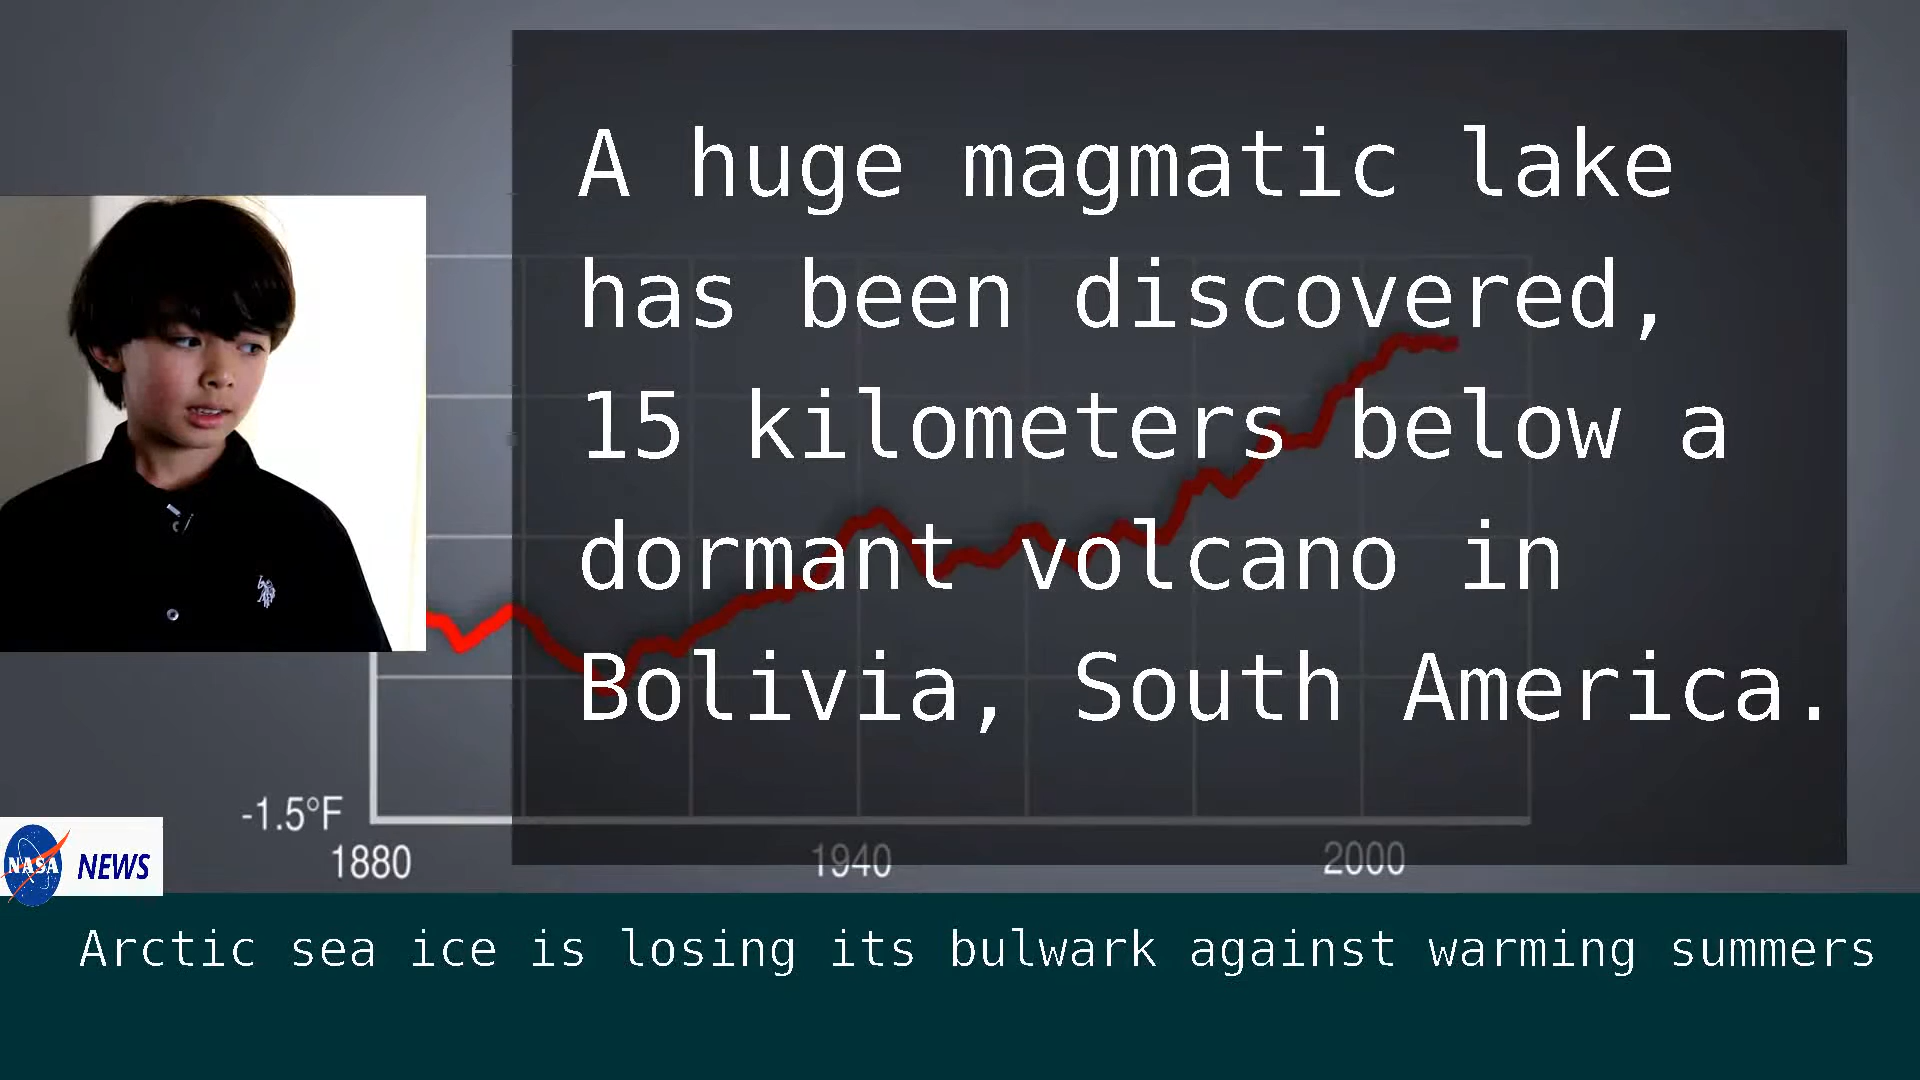 A huge magmatic lake
has been discovered,
15 kilometers below a
dormant volcano in
Bolivia, South America.
-1.5°F
1880 1940 2000
NASA NEWS
Arctic sea ice is losing its bulwark against warming summers